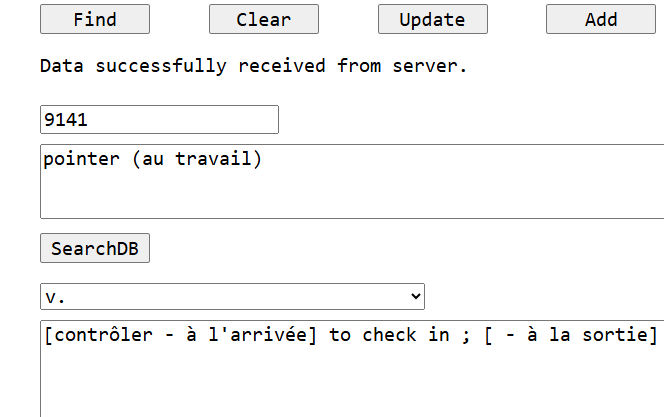 Find Clear Update Add
Data successfully received from server.
9141
pointer (au travail)
SearchDB
v.
[contrôler - à l'arrivée] to check in ; [ - à la sortie]